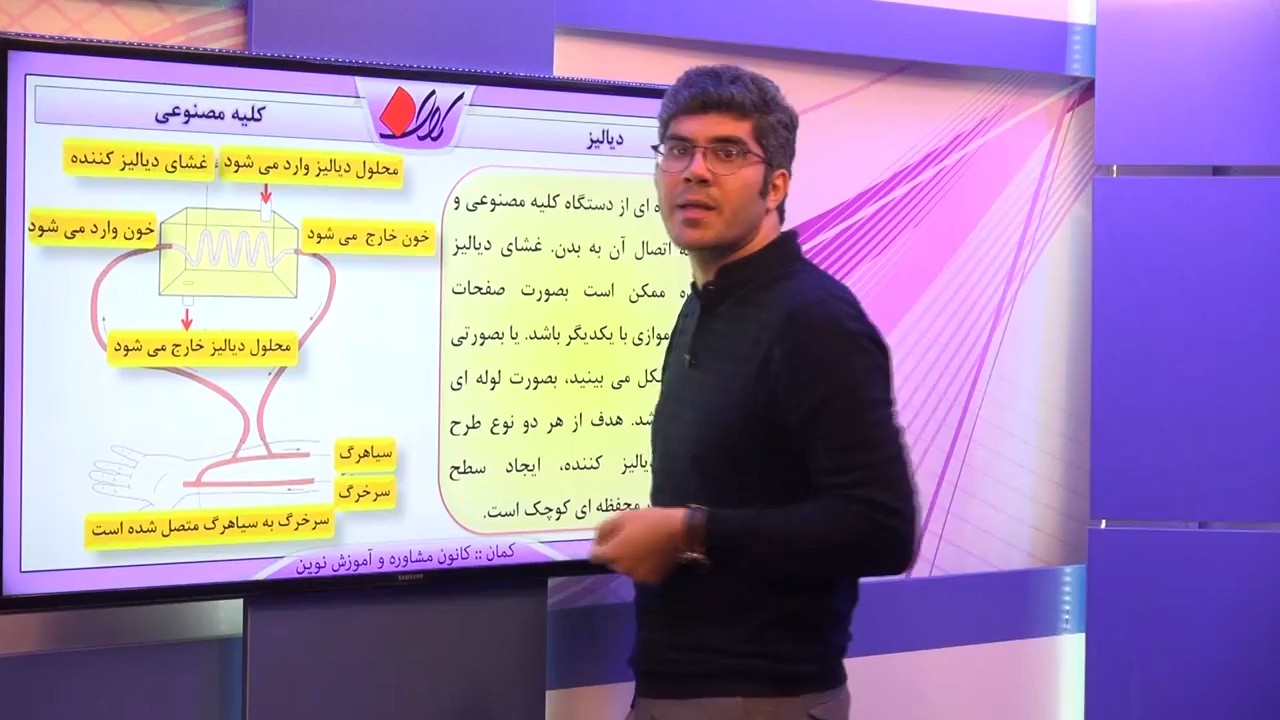 دیالیز
کلیه مصنوعی
ای از دستگاه کلیه مصنوعی و
اتصال آن به بدن. غشای دیالیز
ممکن است بصورت صفحات
موازی با یکدیگر باشد. یا بصورتی
می بینید، بصورت لوله ای
هدف از هر دو نوع طرح
کننده، ایجاد سطح
محفظه ای کوچک است.
محلول دیالیز وارد می شود
غشای دیالیز کننده
خون خارج می شود
خون وارد می شود
محلول دیالیز خارج می شود
سیاهرگ
سرخرگ
سرخرگ به سیاهرگ متصل شده است
کمان :: کانون مشاوره و آموزش نوین
SAMSUNG